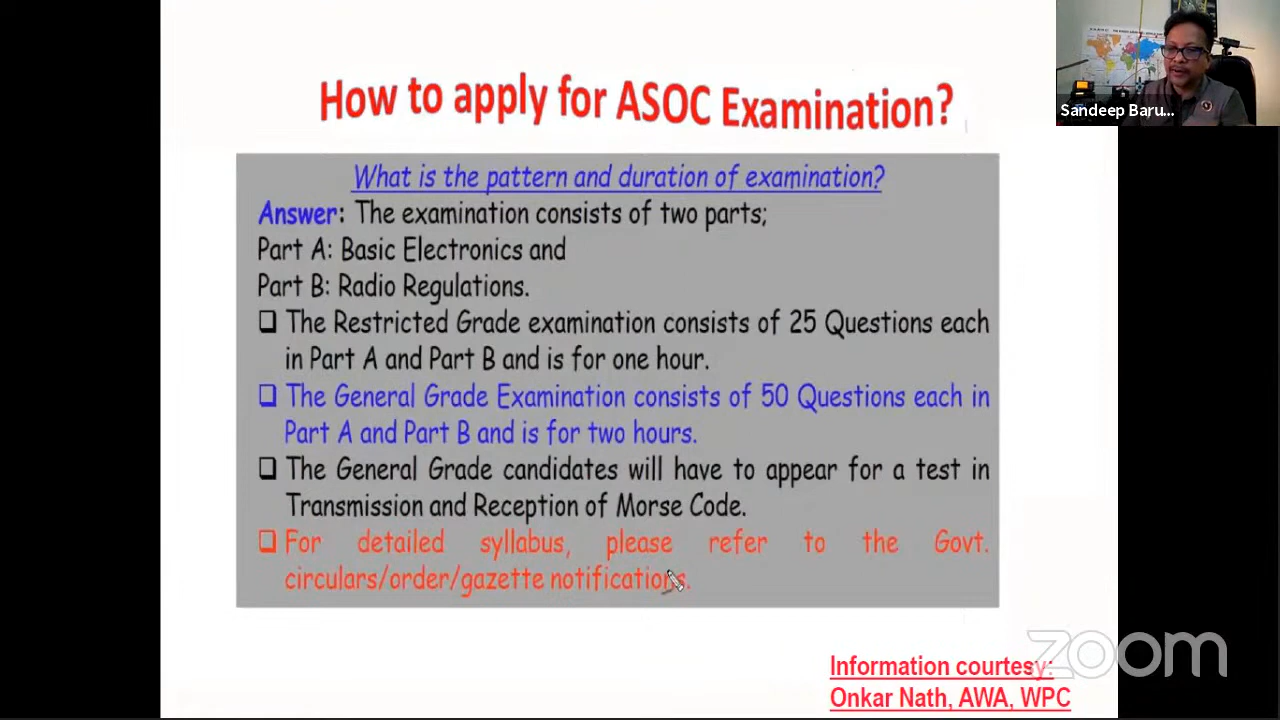 How to apply for ASOC Examination?
Sandeep Baru...
What is the pattern and duration of examination?
Answer: The examination consists of two parts;
Part A: Basic Electronics and
Part B: Radio Regulations.
❑ The Restricted Grade examination consists of 25 Questions each
in Part A and Part B and is for one hour.
❑ The General Grade Examination consists of 50 Questions each in
Part A and Part B and is for two hours.
❑ The General Grade candidates will have to appear for a test in
Transmission and Reception of Morse Code.
❑ For detailed syllabus, please refer to the Govt.
circulars/order/gazette notifications.
zoom
Information courtesy:
Onkar Nath, AWA, WPC